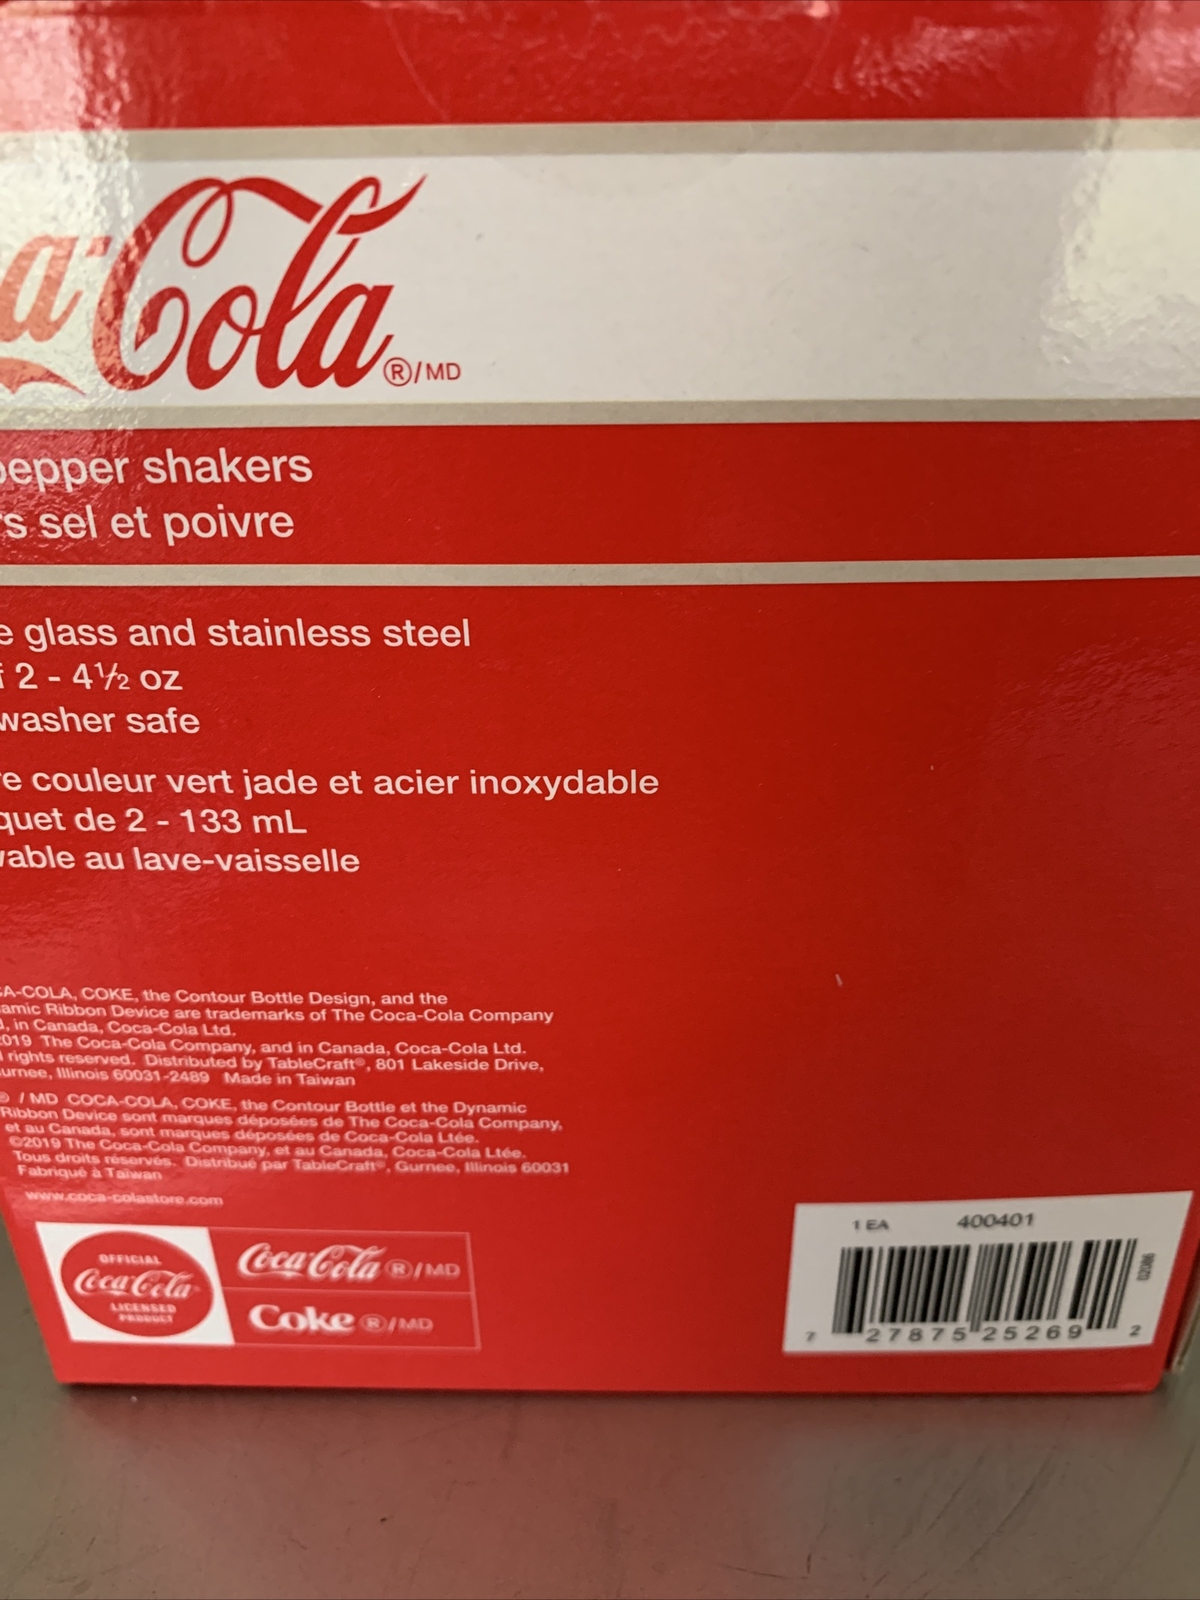 Cola ®/MD
pepper shakers
sel et poivre
glass and stainless steel
2 - 4½ oz
washer safe
couleur vert jade et acier inoxydable
quet de 2 - 133 mL
vable au lave-vaisselle
CA-COLA, COKE, the Contour Bottle Design, and the
amic Ribbon Device are trademarks of The Coca-Cola Company
, in Canada, Coca-Cola Ltd.
2019 The Coca-Cola Company, and in Canada, Coca-Cola Ltd.
l rights reserved. Distributed by TableCraft®, 801 Lakeside Drive,
urnee, Illinois 60031-2489 Made in Taiwan
® / MD COCA-COLA, COKE, the Contour Bottle et the Dynamic
Ribbon Device sont marques déposées de The Coca-Cola Company,
et au Canada, sont marques déposées de Coca-Cola Ltée.
©2019 The Coca-Cola Company, et au Canada, Coca-Cola Ltée.
Tous droits réservés. Distribué par TableCraft®, Gurnee, Illinois 60031
Fabriqué à Taiwan
www.coca-colastore.com
OFFICIAL
Coca-Cola
LICENSED
PRODUCT
Coca-Cola ®/MD
Coke ®/MD
1 EA 400401
7 27875 25269 2